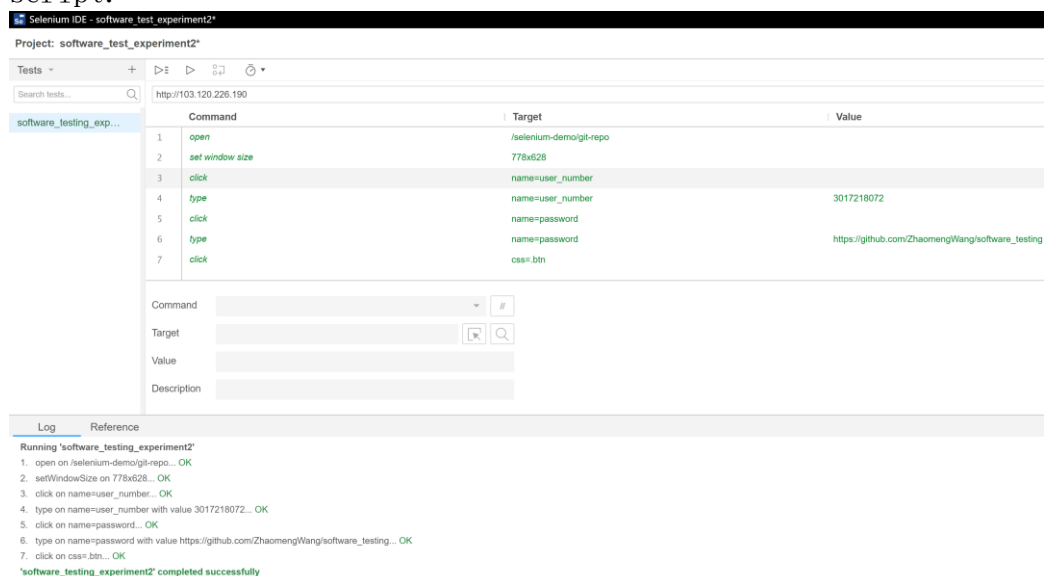 script.
Se Selenium IDE - software_test_experiment2*
Project: software_test_experiment2*
Tests +
Search tests...
http://103.120.226.190
software_testing_exp...
Command Target Value
1 open /selenium-demo/git-repo
2 set window size 778x628
3 click name=user_number
4 type name=user_number 3017218072
5 click name=password
6 type name=password https://github.com/ZhaomengWang/software_testing
7 click css=.btn
Command //
Target
Value
Description
Log Reference
Running 'software_testing_experiment2'
1. open on /selenium-demo/git-repo... OK
2. setWindowSize on 778x628... OK
3. click on name=user_number... OK
4. type on name=user_number with value 3017218072... OK
5. click on name=password... OK
6. type on name=password with value https://github.com/ZhaomengWang/software_testing... OK
7. click on css=.btn... OK
'software_testing_experiment2' completed successfully